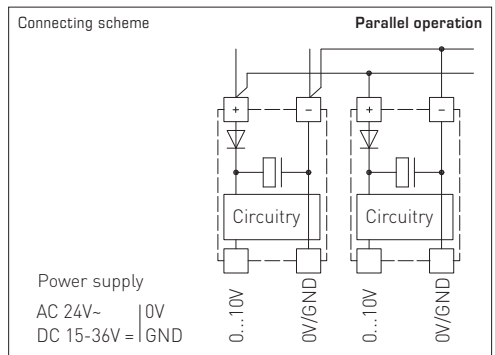 Connecting scheme
Parallel operation
+ − + −
Circuitry Circuitry
Power supply
AC 24V~ 0V
DC 15-36V = GND
0...10V
0V/GND
0...10V
0V/GND